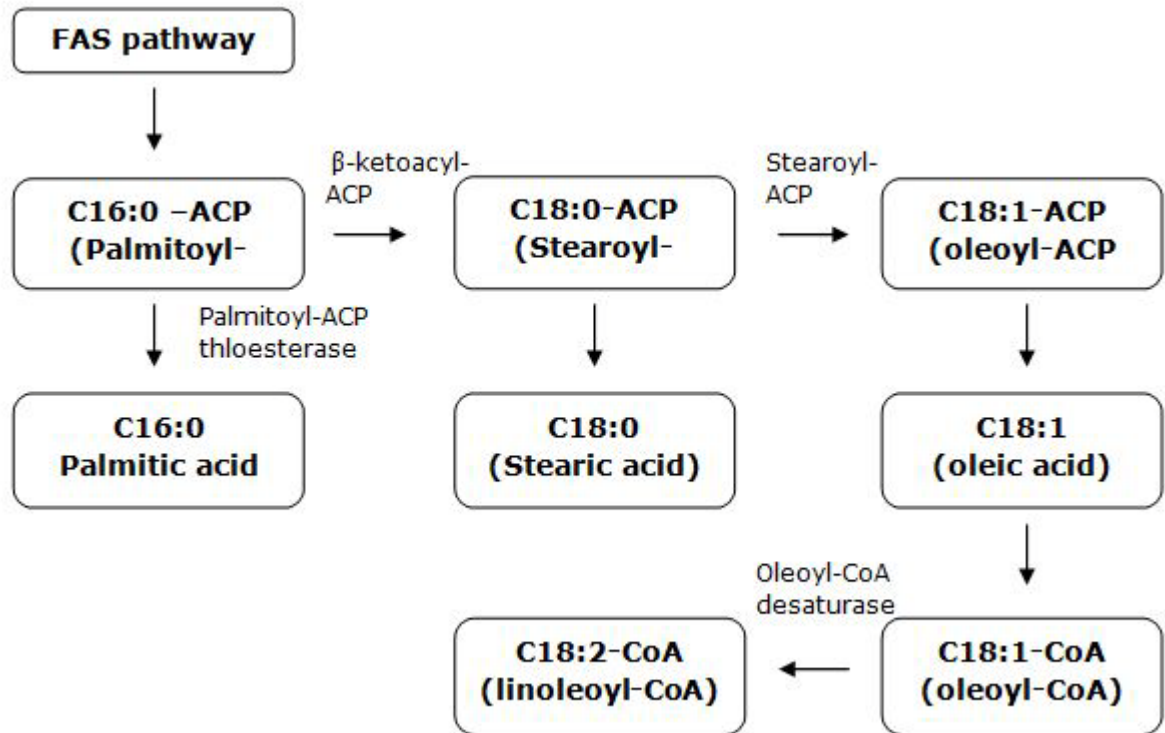 FAS pathway
β-ketoacyl-
ACP
Stearoyl-
ACP
C16:0 –ACP
(Palmitoyl-
C18:0-ACP
(Stearoyl-
C18:1-ACP
(oleoyl-ACP
Palmitoyl-ACP
thloesterase
C16:0
Palmitic acid
C18:0
(Stearic acid)
C18:1
(oleic acid)
Oleoyl-CoA
desaturase
C18:2-CoA
(linoleoyl-CoA)
C18:1-CoA
(oleoyl-CoA)